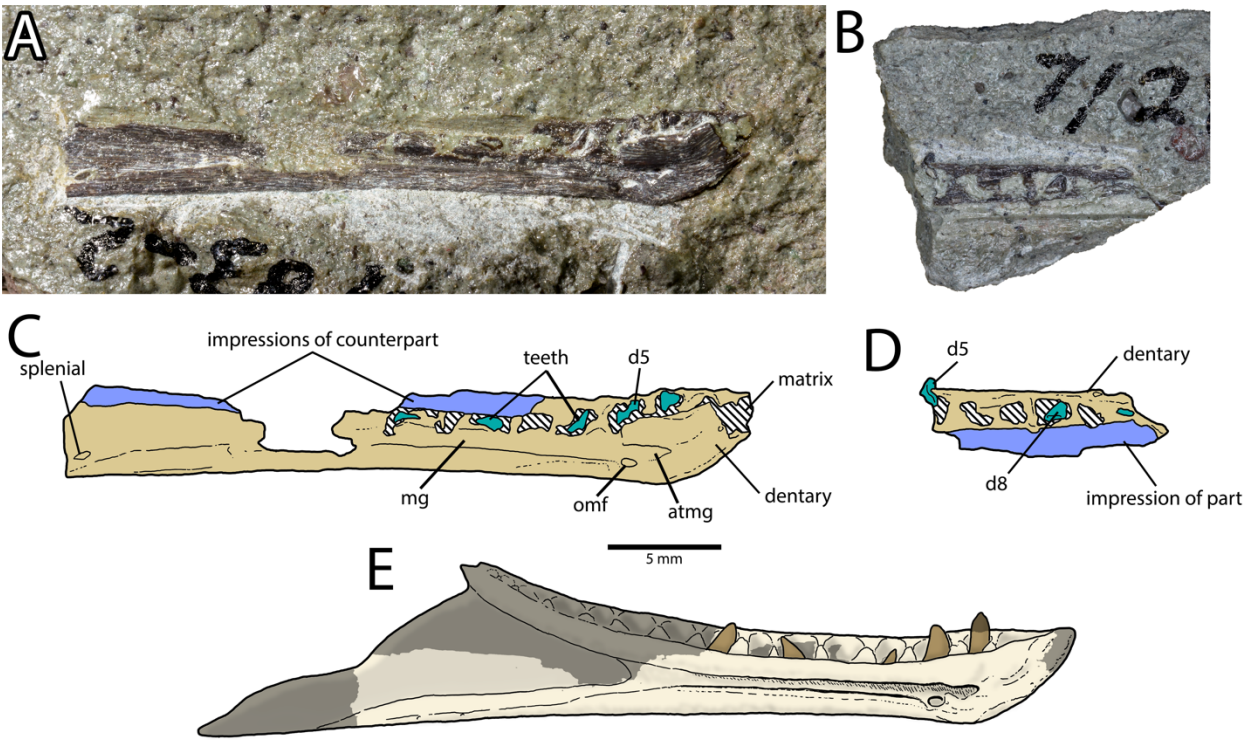 A
B
712
C
impressions of counterpart
splenial
teeth
d5
matrix
mg
omf
atmg
dentary
D
d5
dentary
d8
impression of part
5 mm
E